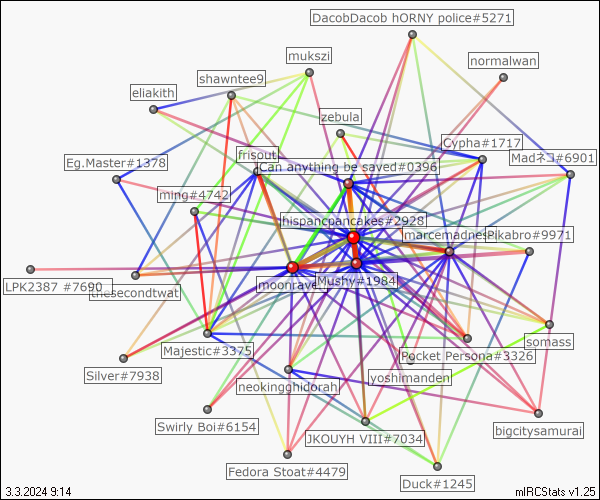 DacobDacob hORNY police#5271
mukszi
normalwan
shawntee9
eliakith
zebula
Cypha#1717
frisout
Madネコ#6901
Eg.Master#1378
Can anything be saved#0396
ming#4742
hispancpancakes#2928
marcemadnes
Pikabro#9971
LPK2387 #7690
thesecondtwat
moonrave
Mushy#1984
somass
Majestic#3375
Pocket Persona#3326
Silver#7938
neokingghidorah
yoshimanden
Swirly Boi#6154
JKOUYH VIII#7034
bigcitysamurai
Fedora Stoat#4479
Duck#1245
3.3.2024 9:14
mIRCStats v1.25